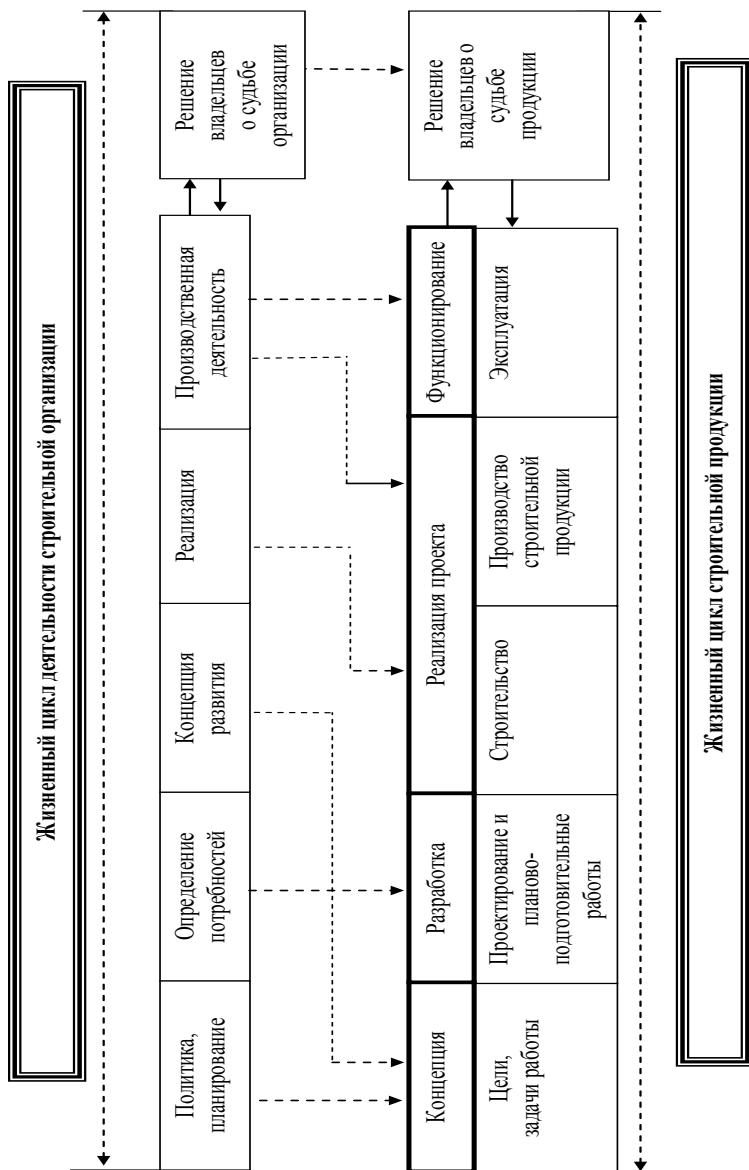 Жизненный цикл деятельности строительной организации
Политика,
планирование
Определение
потребностей
Концепция
развития
Реализация
Производственная
деятельность
Решение
владельцев
о судьбе
организации
Концепция
Разработка
Реализация проекта
Функционирование
Решение
владельцев о
судьбе
продукции
Цели,
задачи работы
Проектирование и
планово-
подготовительные
работы
Строительство
Производство
строительной
продукции
Эксплуатация
Жизненный цикл строительной продукции